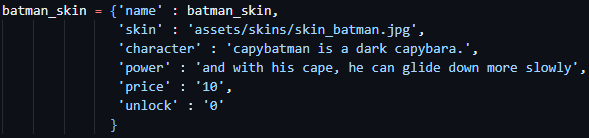 batman_skin = {'name' : batman_skin,
'skin' : 'assets/skins/skin_batman.jpg',
'character' : 'capybatman is a dark capybara.',
'power' : 'and with his cape, he can glide down more slowly',
'price' : '10',
'unlock' : '0'
}